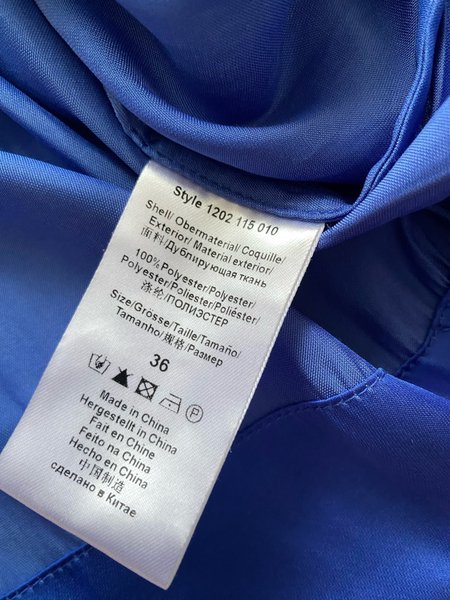 Style 1202 115 010
Shell/ Obermaterial/ Coquille/
Exterior/ Material exterior/
面料/Дублирующая ткань
100% Polyester/Polyester/
Polyester/Poliester/Poliéster/
涤纶/ПОЛИЭСТЕР
Size/Grösse/Taille/Tamaño/
Tamanho/规格/Размер
36
P
Made in China
Hergestellt in China
Fait en Chine
Feito na China
Hecho en China
中国制造
сделано в Китае